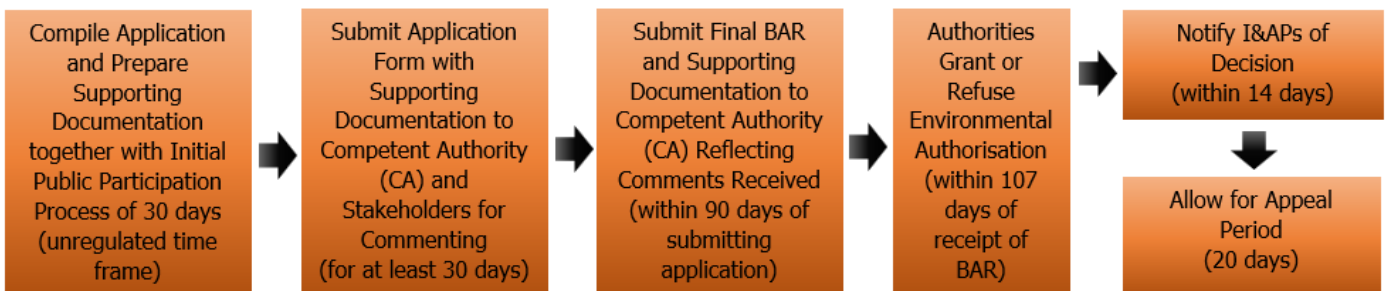 Compile Application
and Prepare
Supporting
Documentation
together with Initial
Public Participation
Process of 30 days
(unregulated time
frame)
Submit Application
Form with
Supporting
Documentation to
Competent Authority
(CA) and
Stakeholders for
Commenting
(for at least 30 days)
Submit Final BAR
and Supporting
Documentation to
Competent Authority
(CA) Reflecting
Comments Received
(within 90 days of
submitting
application)
Authorities
Grant or
Refuse
Environmental
Authorisation
(within 107
days of
receipt of
BAR)
Notify I&APs of
Decision
(within 14 days)
Allow for Appeal
Period
(20 days)